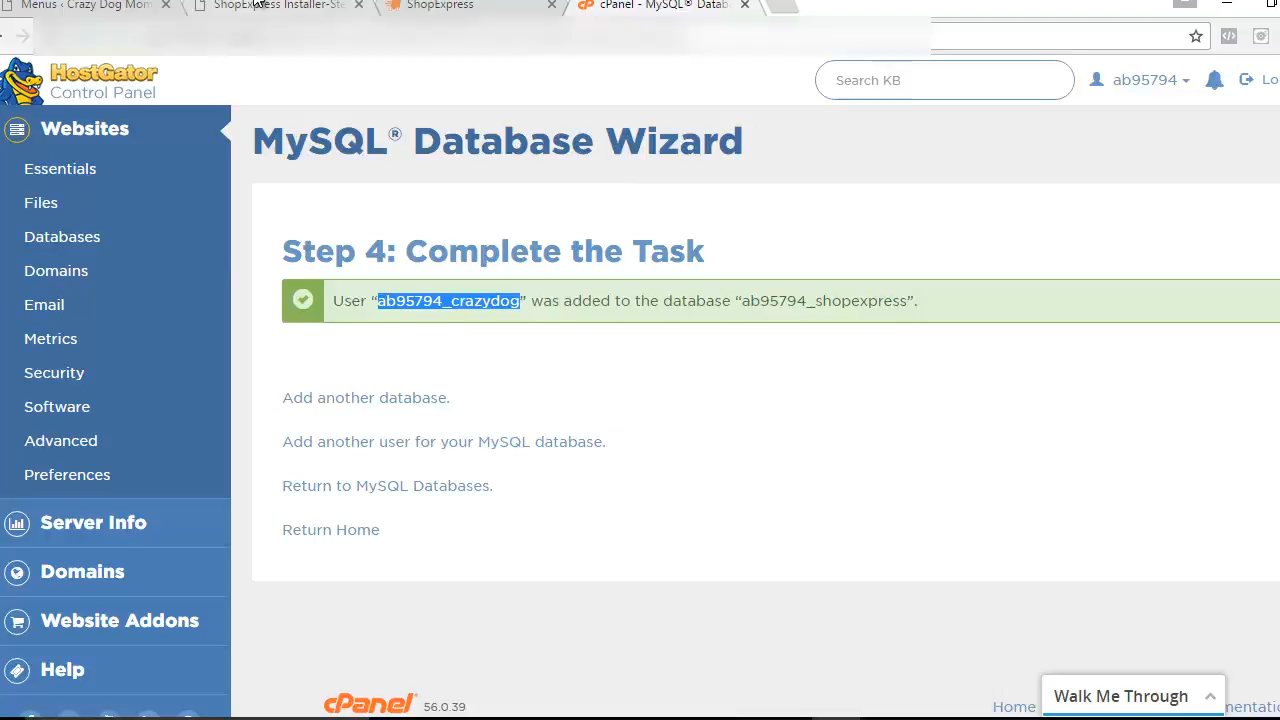 Menus ‹ Crazy Dog Mom
ShopExpress Installer-Ste
ShopExpress
cPanel - MySQL® Datab
HostGator
Control Panel
Search KB
ab95794
Lo
Websites
Essentials
Files
Databases
Domains
Email
Metrics
Security
Software
Advanced
Preferences
Server Info
Domains
Website Addons
Help
MySQL® Database Wizard
Step 4: Complete the Task
User “ab95794_crazydog” was added to the database “ab95794_shopexpress”.
Add another database.
Add another user for your MySQL database.
Return to MySQL Databases.
Return Home
cPanel® 56.0.39
Home
Walk Me Through
mentatic